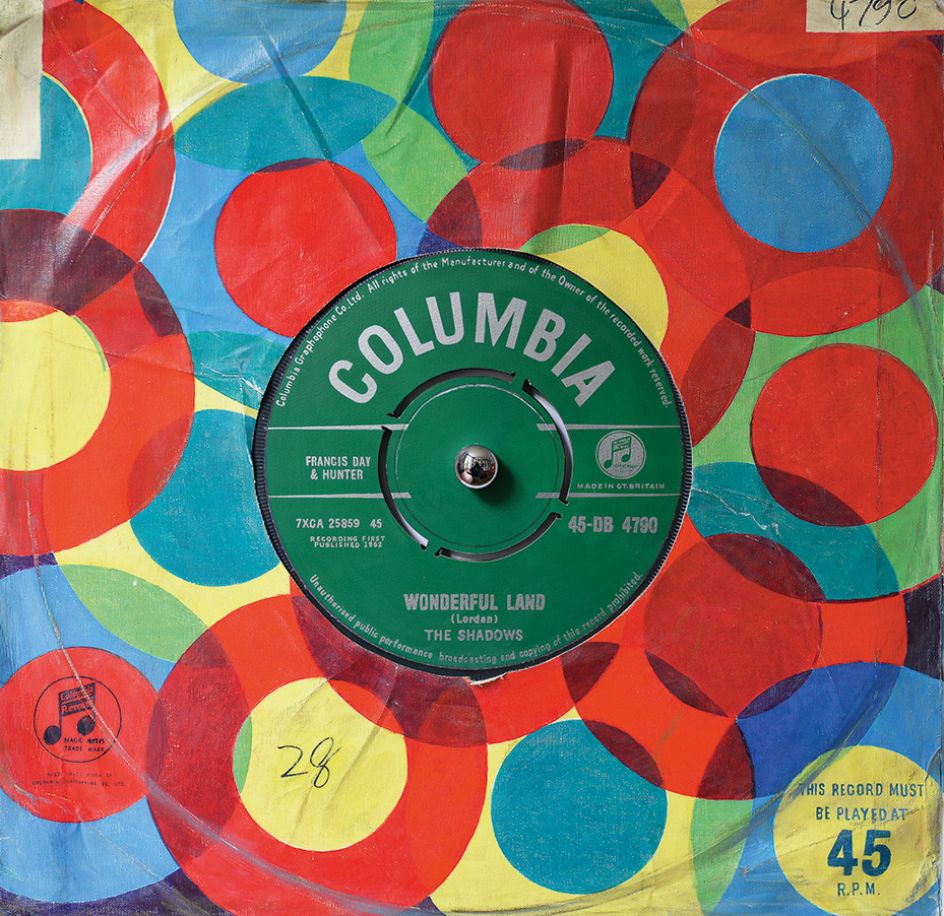 4790
Columbia Graphophone Co Ltd. All rights of the Manufacturer and of the Owner of the recorded work reserved.
COLUMBIA
FRANCIS DAY
& HUNTER
MADE IN GT. BRITAIN
7XCA 25859 45
45-DB 4790
RECORDING FIRST
PUBLISHED 1962
WONDERFUL LAND
(Lordan)
THE SHADOWS
Unauthorised public performance broadcasting and copying of this record prohibited.
MAGIC NOTES
TRADE MARK
28
THIS RECORD MUST
BE PLAYED AT
45
R.P.M.